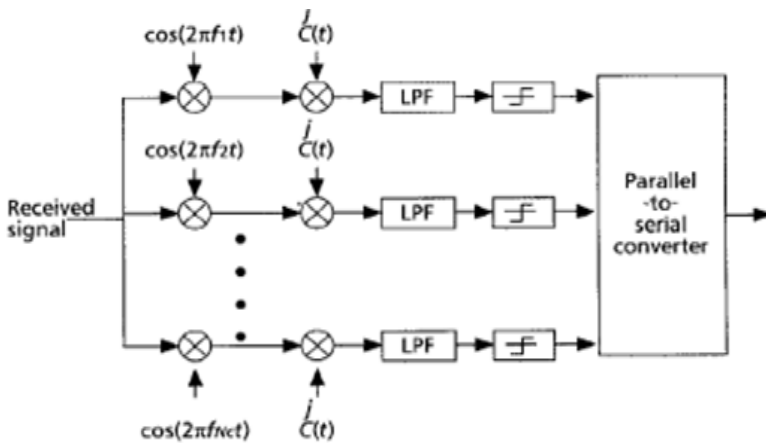 cos(2πf₁t)
j
C(t)
LPF
cos(2πf₂t)
j
C(t)
Received
signal
LPF
Parallel
-to-
serial
converter
LPF
cos(2πfNct)
j
C(t)